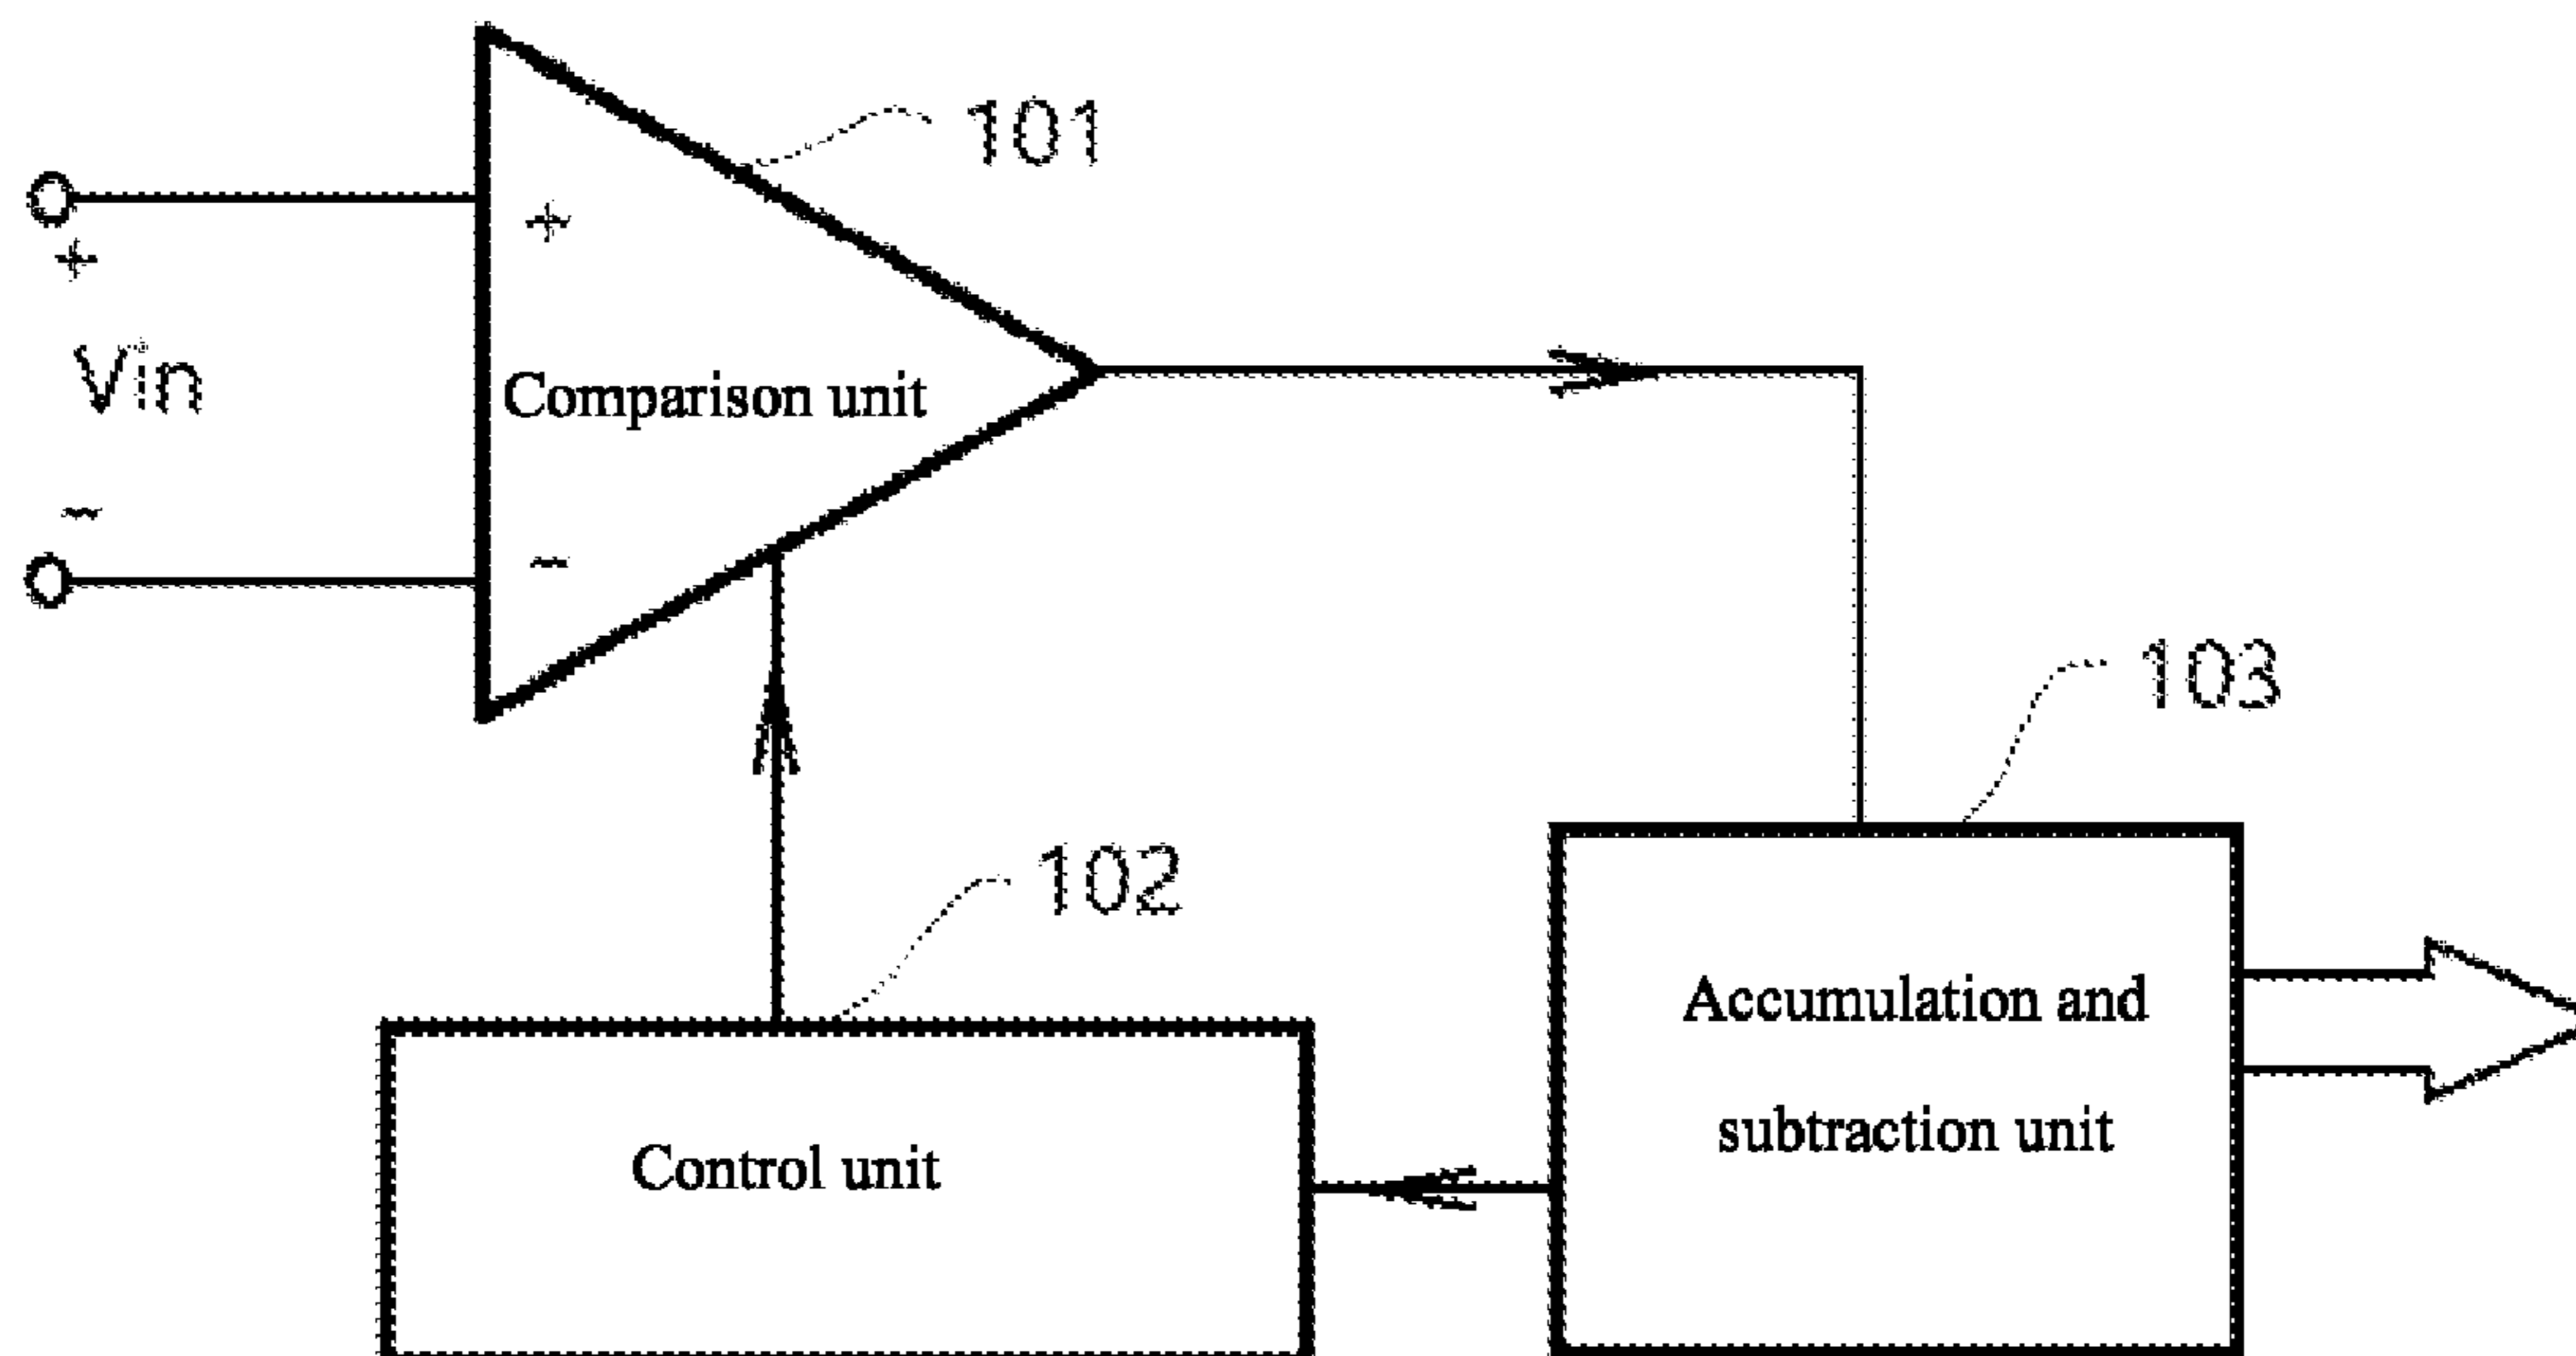 101
+
+
Vin
Comparison unit
-
-
103
102
Accumulation and
subtraction unit
Control unit